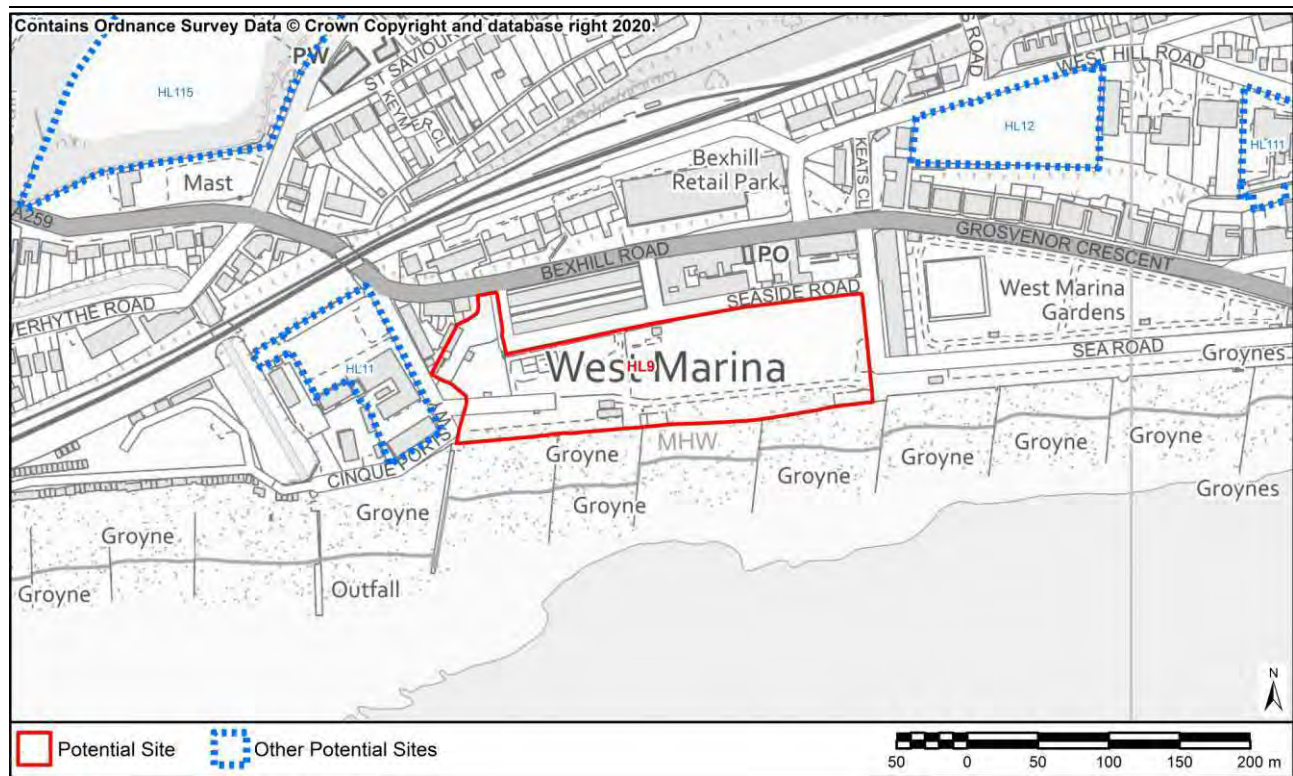 Contains Ordnance Survey Data © Crown Copyright and database right 2020.
PW
ST SAVIOUR
S ROAD
WEST HILL ROAD
HL115
KEYM
R CL
HL12
HL111
Bexhill
Retail Park
KEATS CL
Mast
A259
BEXHILL ROAD
PO
GROSVENOR CRESCENT
ERHYTHE ROAD
SEASIDE ROAD
West Marina
Gardens
HL11
West Marina
HL9
SEA ROAD
Groynes
MHW
CINQUE PORTS
Groyne
Groyne
Groyne
Groyne
Groyne
Groyne
Groyne
Groynes
Groyne
Groyne
Outfall
Groyne
N
Potential Site
Other Potential Sites
50 0 50 100 150 200 m